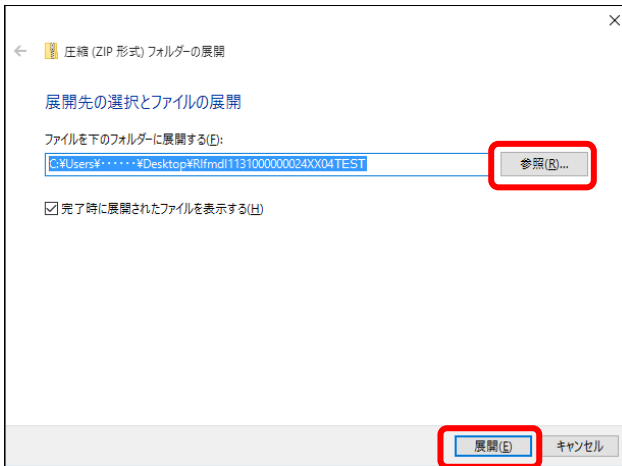 圧縮 (ZIP 形式) フォルダーの展開
展開先の選択とファイルの展開
ファイルを下のフォルダーに展開する(F):
C:¥Users¥・・・・・・¥Desktop¥RIfmdl1131000000024XX04TEST
参照(R)...
完了時に展開されたファイルを表示する(H)
展開(E)
キャンセル